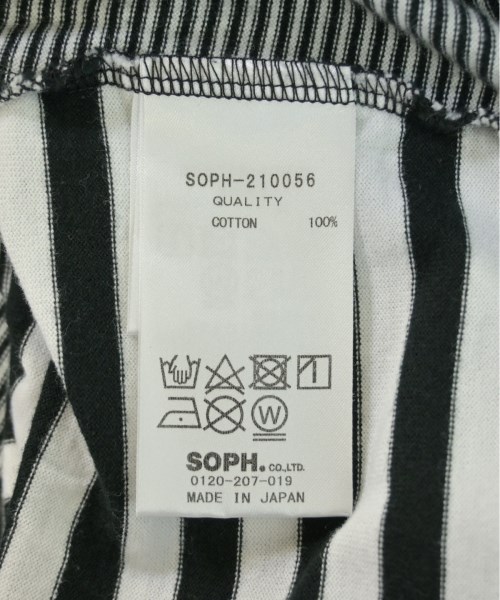 SOPH-210056
QUALITY
COTTON 100%
W
SOPH. CO.,LTD.
0120-207-019
MADE IN JAPAN